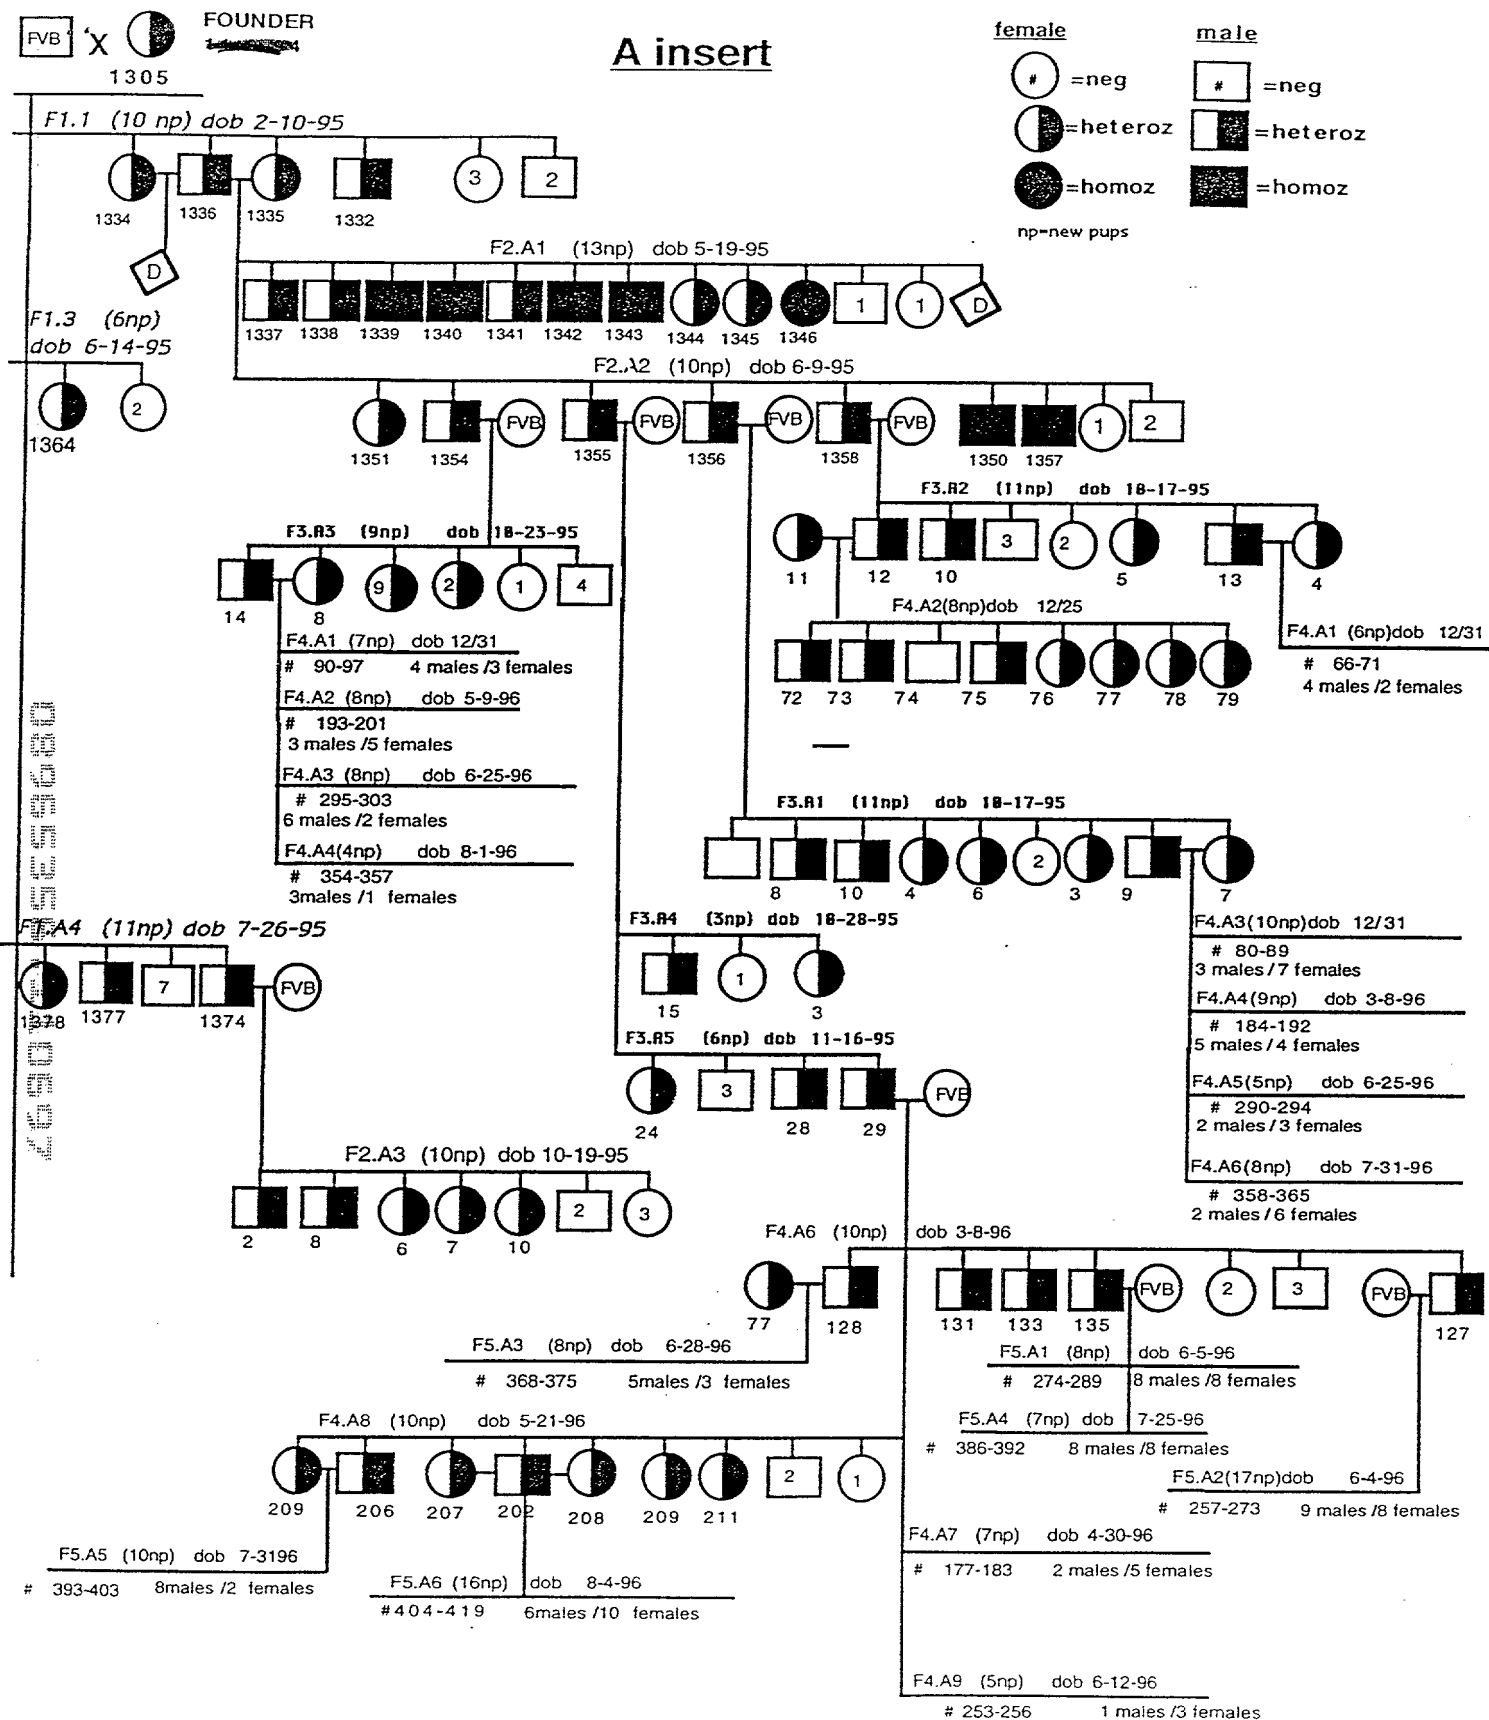 FOUNDER
FVB X
1305
A insert
female male
# =neg # =neg
=heteroz =heteroz
=homoz =homoz
np=new pups
F1.1 (10 np) dob 2-10-95
3 2
1334 1336 1335 1332
D
F2.A1 (13np) dob 5-19-95
1 1 D
1337 1338 1339 1340 1341 1342 1343 1344 1345 1346
F1.3 (6np)
dob 6-14-95
2
1364
F2.A2 (10np) dob 6-9-95
FVB FVB FVB FVB 1 2
1351 1354 1355 1356 1358 1350 1357
F3.A2 (11np) dob 10-17-95
3 2
11 12 10 5 13 4
F3.A3 (9np) dob 10-23-95
9 2 1 4
14 8
F4.A1 (7np) dob 12/31
# 90-97 4 males /3 females
F4.A2 (8np) dob 5-9-96
# 193-201
3 males /5 females
F4.A3 (8np) dob 6-25-96
# 295-303
6 males /2 females
F4.A4(4np) dob 8-1-96
# 354-357
3males /1 females
F4.A2(8np)dob 12/25
72 73 74 75 76 77 78 79
F4.A1 (6np)dob 12/31
# 66-71
4 males /2 females
F3.A1 (11np) dob 10-17-95
2
8 10 4 6 3 9 7
F4.A3(10np)dob 12/31
# 80-89
3 males / 7 females
F4.A4(9np) dob 3-8-96
# 184-192
5 males / 4 females
F4.A5(5np) dob 6-25-96
# 290-294
2 males / 3 females
F4.A6(8np) dob 7-31-96
# 358-365
2 males / 6 females
F1.A4 (11np) dob 7-26-95
7 FVB
1378 1377 1374
F3.A4 (3np) dob 10-28-95
1
15 3
F3.A5 (6np) dob 11-16-95
3 FVB
24 28 29
F2.A3 (10np) dob 10-19-95
2 3
2 8 6 7 10
F4.A6 (10np) dob 3-8-96
FVB 2 3 FVB
77 128 131 133 135 127
F5.A3 (8np) dob 6-28-96
# 368-375 5males /3 females
F5.A1 (8np) dob 6-5-96
# 274-289 8 males /8 females
F5.A4 (7np) dob 7-25-96
# 386-392 8 males /8 females
F5.A2(17np)dob 6-4-96
# 257-273 9 males /8 females
F4.A8 (10np) dob 5-21-96
2 1
209 206 207 202 208 209 211
F5.A5 (10np) dob 7-3196
# 393-403 8males /2 females
F5.A6 (16np) dob 8-4-96
#404-419 6males /10 females
F4.A7 (7np) dob 4-30-96
# 177-183 2 males /5 females
F4.A9 (5np) dob 6-12-96
# 253-256 1 males /3 females